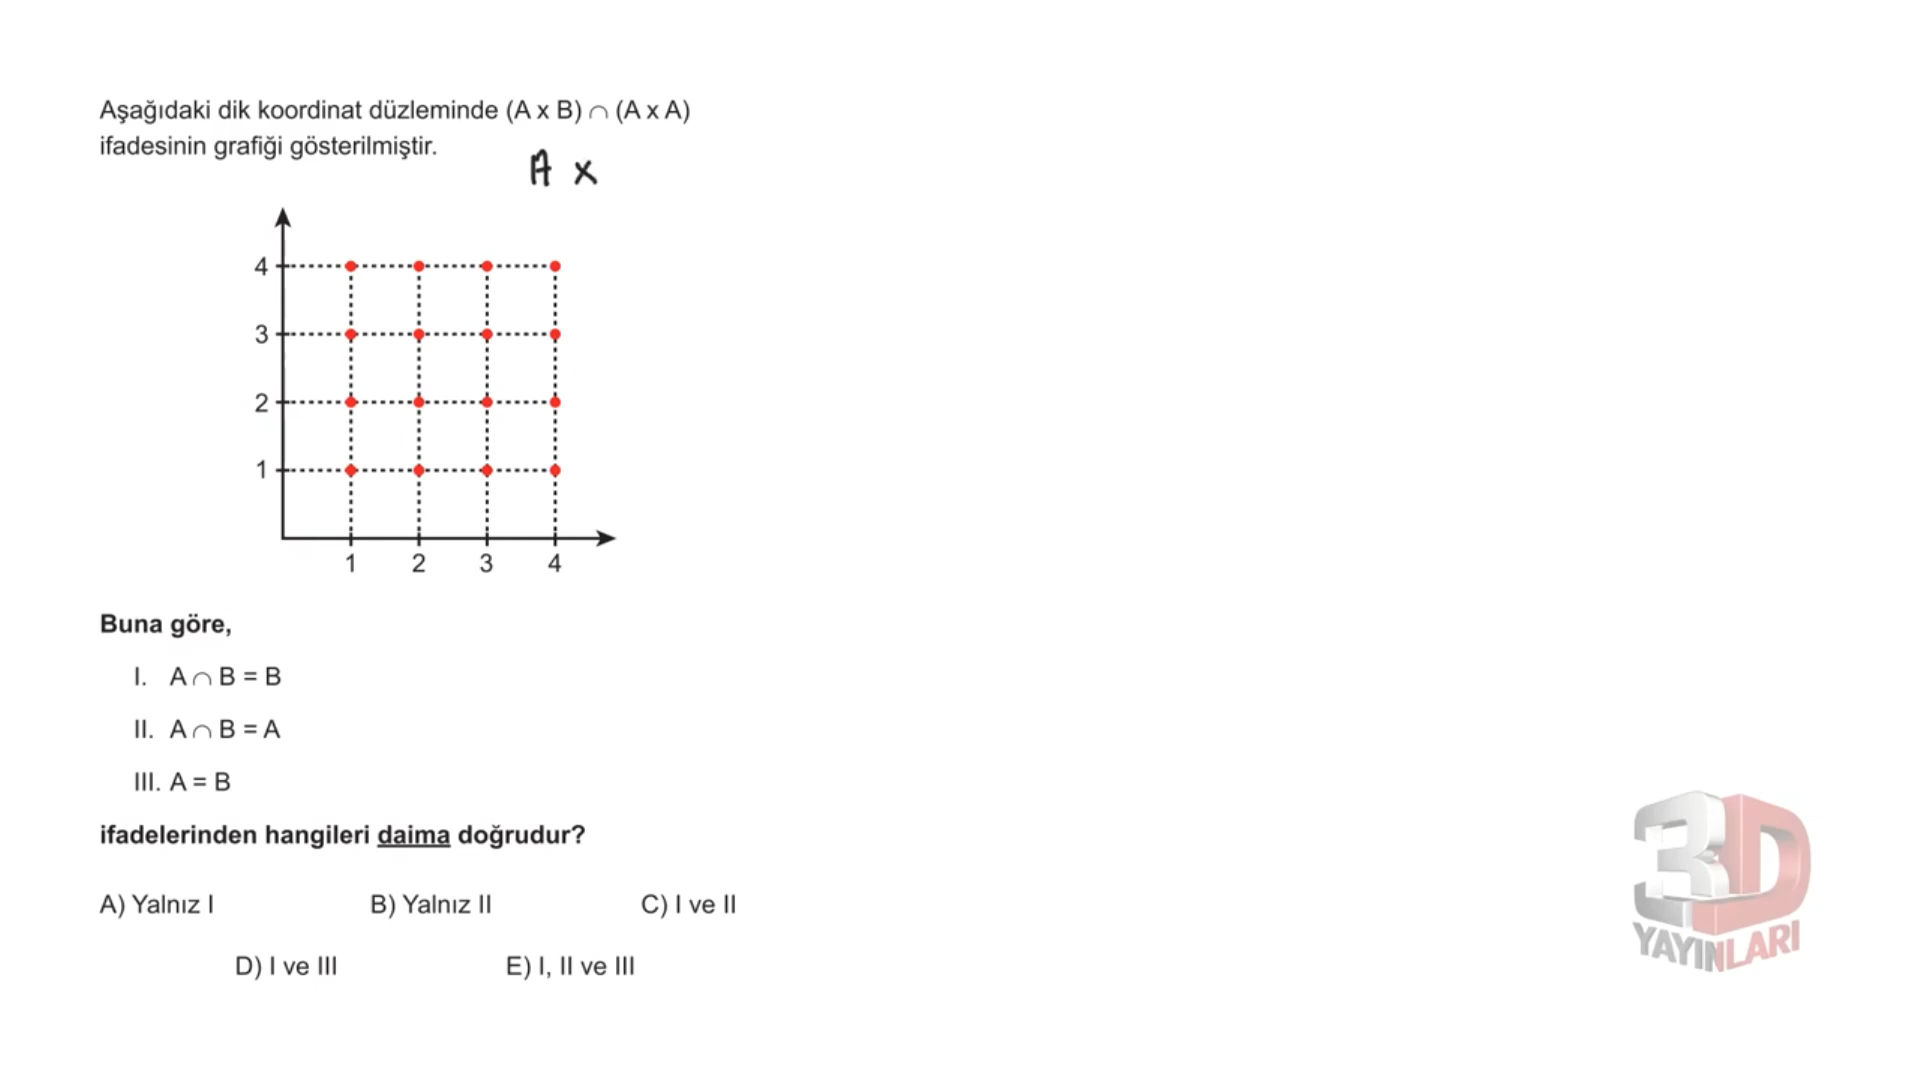 Aşağıdaki dik koordinat düzleminde (A x B) ∩ (A x A)
ifadesinin grafiği gösterilmiştir.
A x
4
3
2
1
1 2 3 4
Buna göre,
I. A ∩ B = B
II. A ∩ B = A
III. A = B
ifadelerinden hangileri daima doğrudur?
A) Yalnız I B) Yalnız II C) I ve II
D) I ve III E) I, II ve III
3D
YAYINLARI